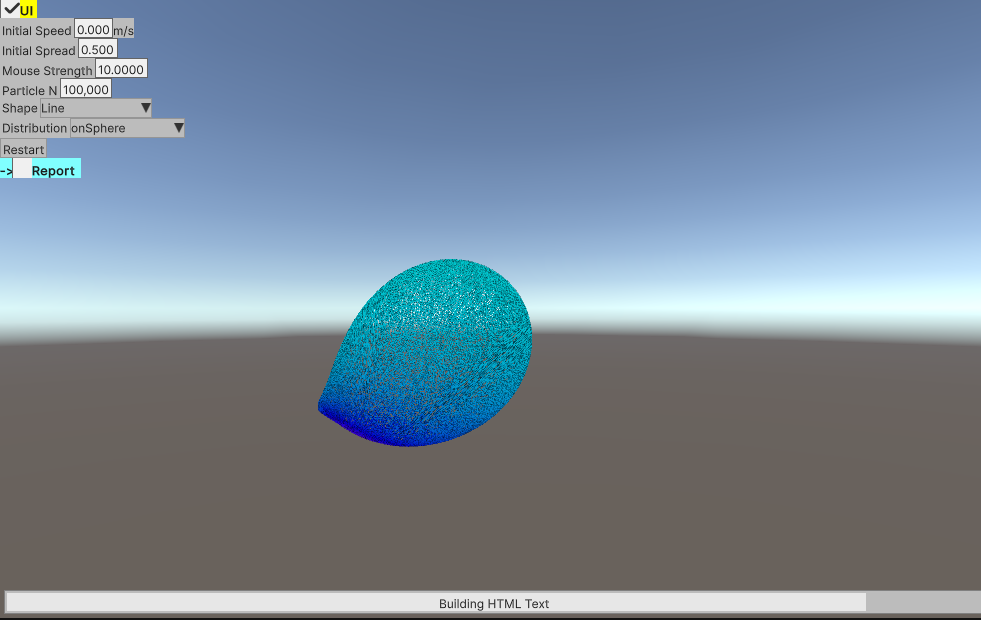 UI
Initial Speed 0.000 m/s
Initial Spread 0.500
Mouse Strength 10.0000
Particle N 100,000
Shape Line
Distribution onSphere
Restart
-> Report
Building HTML Text